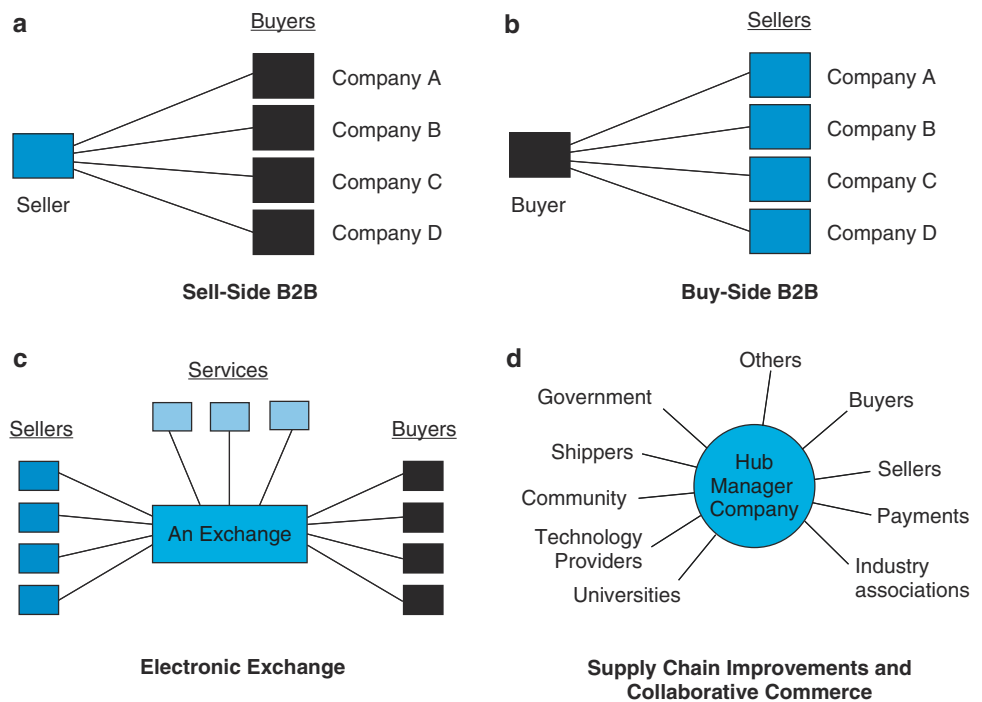 a
Buyers
Company A
Company B
Company C
Company D
Seller
Sell-Side B2B
b
Sellers
Company A
Company B
Company C
Company D
Buyer
Buy-Side B2B
c
Services
Sellers
Buyers
An Exchange
Electronic Exchange
d
Others
Government
Buyers
Shippers
Hub
Manager
Company
Sellers
Community
Payments
Technology
Providers
Industry
associations
Universities
Supply Chain Improvements and
Collaborative Commerce